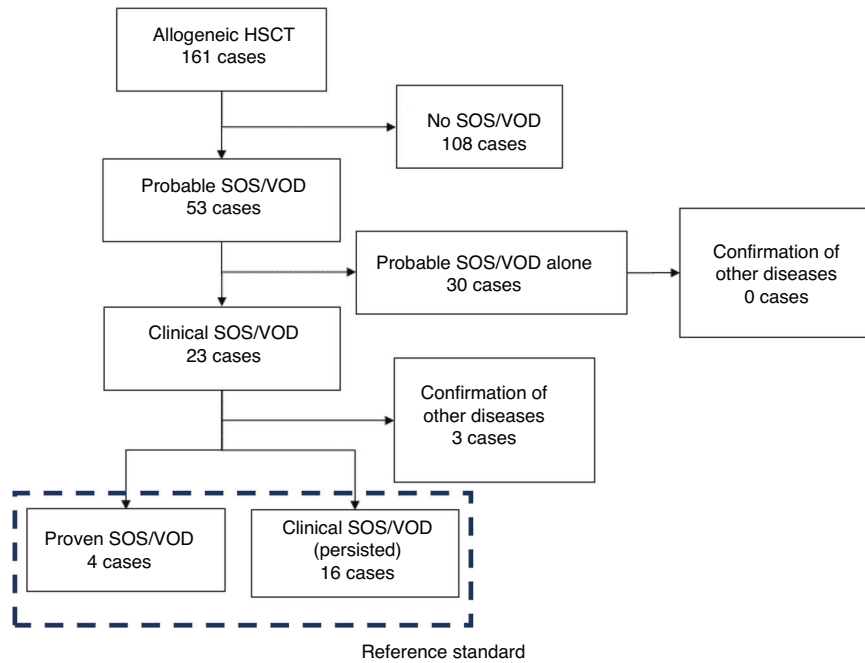 Allogeneic HSCT
161 cases
No SOS/VOD
108 cases
Probable SOS/VOD
53 cases
Probable SOS/VOD alone
30 cases
Confirmation of
other diseases
0 cases
Clinical SOS/VOD
23 cases
Confirmation of
other diseases
3 cases
Proven SOS/VOD
4 cases
Clinical SOS/VOD
(persisted)
16 cases
Reference standard